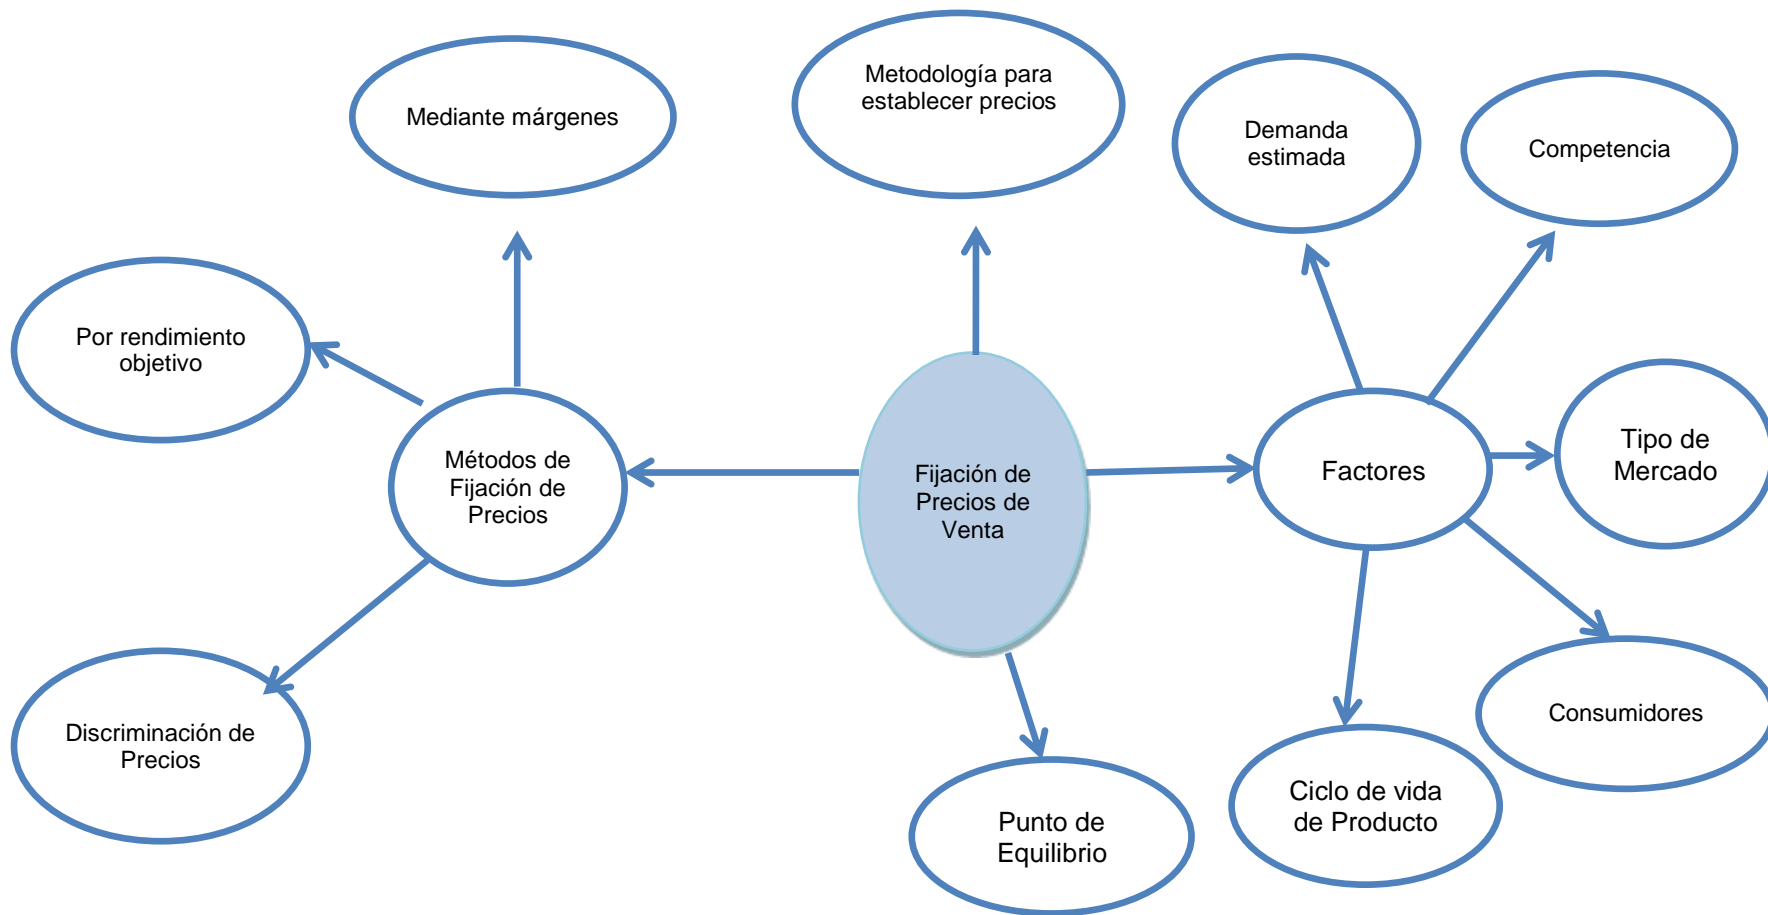 Mediante márgenes
Metodología para
establecer precios
Demanda
estimada
Competencia
Por rendimiento
objetivo
Métodos de
Fijación de
Precios
Fijación de
Precios de
Venta
Factores
Tipo de
Mercado
Discriminación de
Precios
Punto de
Equilibrio
Ciclo de vida
de Producto
Consumidores